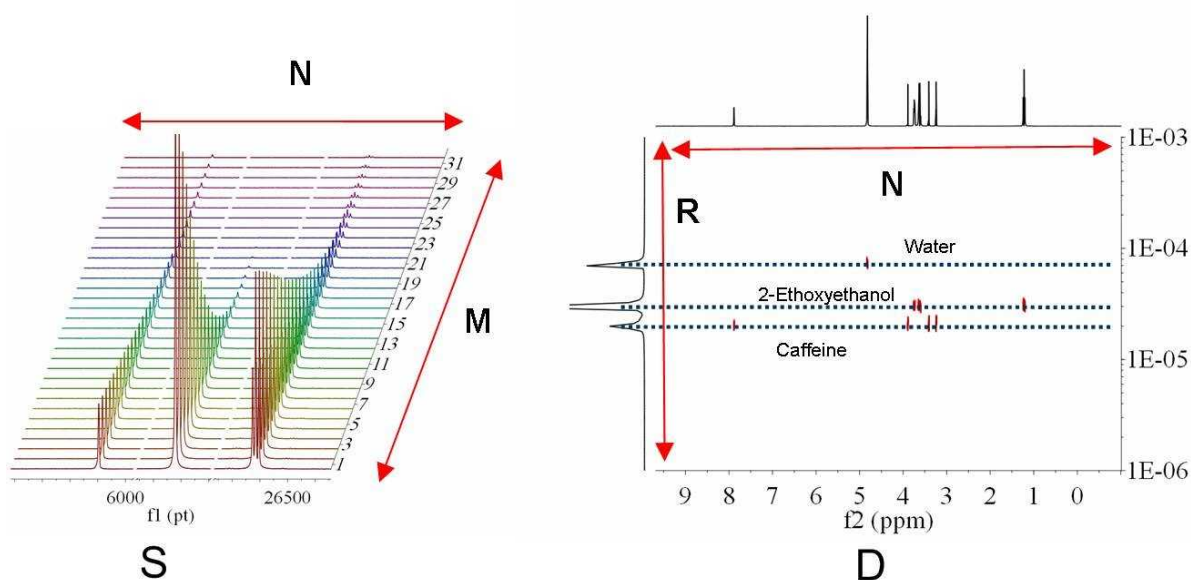 N
31
29
27
25
23
21
19
17
15
13
11
9
7
5
3
1
M
6000 26500
f1 (pt)
S
1E-03
N
R
Water
1E-04
2-Ethoxyethanol
Caffeine
1E-05
1E-06
9 8 7 6 5 4 3 2 1 0
f2 (ppm)
D